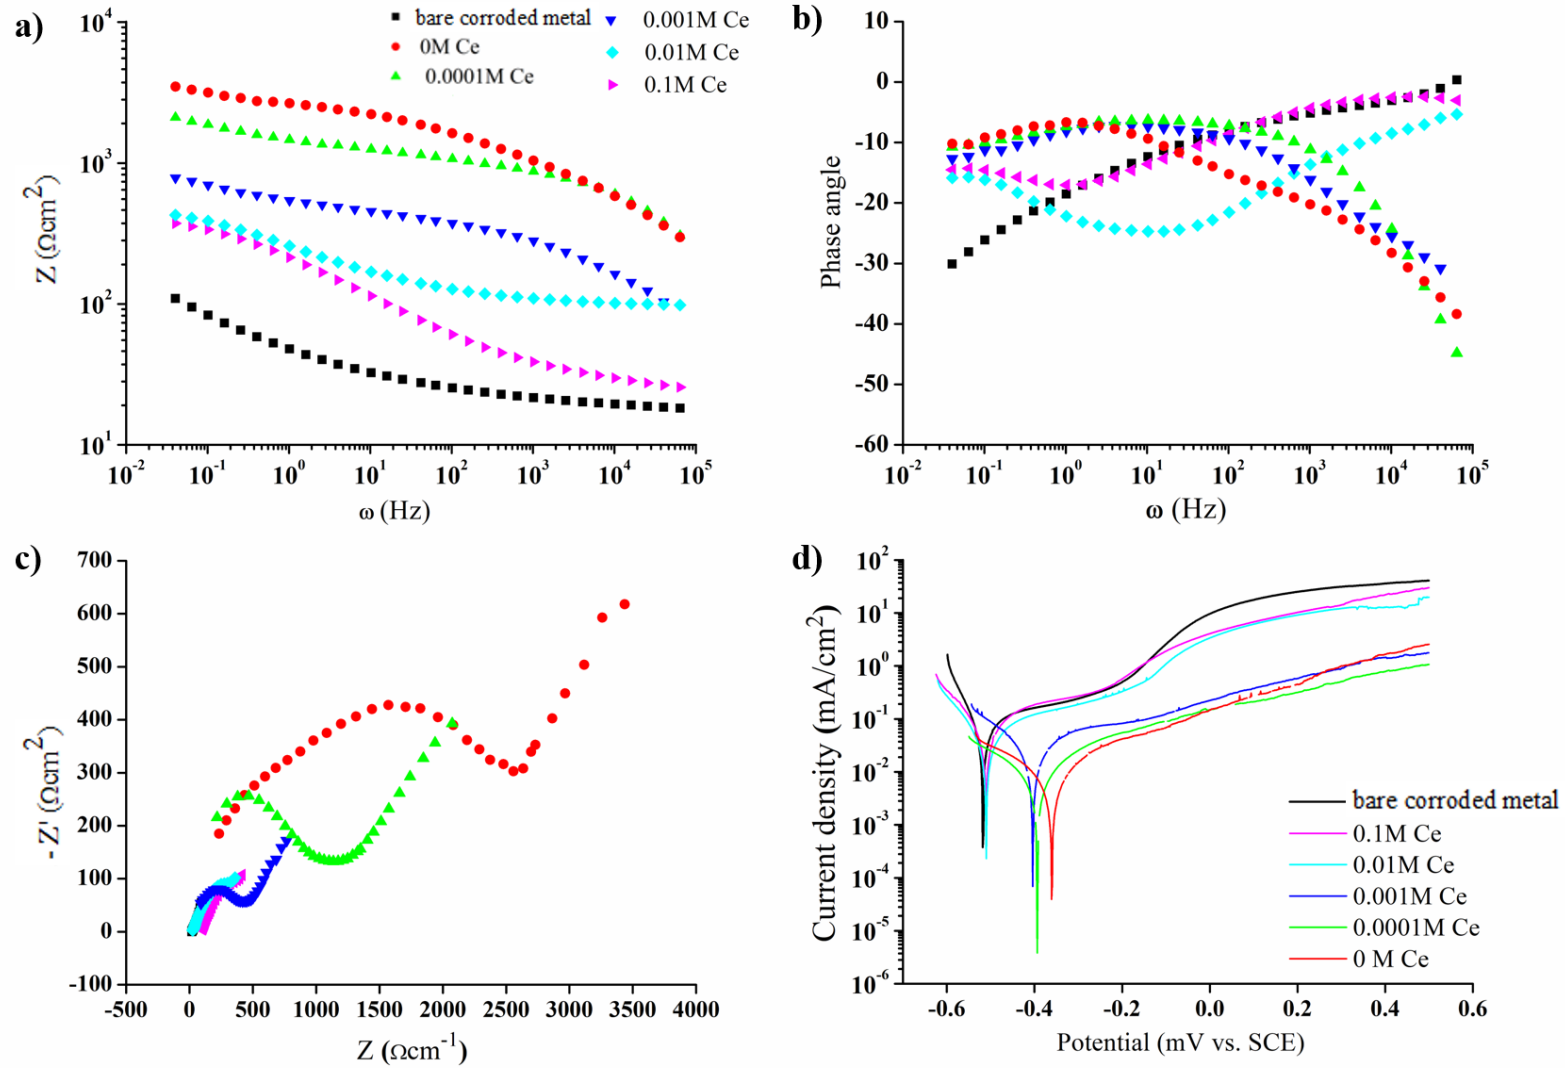 a)
10^4
10^3
10^2
10^1
Z (Ωcm^2)
bare corroded metal
0M Ce
0.0001M Ce
0.001M Ce
0.01M Ce
0.1M Ce
10^-2 10^-1 10^0 10^1 10^2 10^3 10^4 10^5
ω (Hz)
b)
10
0
-10
-20
-30
-40
-50
-60
Phase angle
10^-2 10^-1 10^0 10^1 10^2 10^3 10^4 10^5
ω (Hz)
c)
700
600
500
400
300
200
100
0
-100
- Z' (Ωcm^2)
-500 0 500 1000 1500 2000 2500 3000 3500 4000
Z (Ωcm^-1)
d)
10^2
10^1
10^0
10^-1
10^-2
10^-3
10^-4
10^-5
10^-6
Current density (mA/cm^2)
bare corroded metal
0.1M Ce
0.01M Ce
0.001M Ce
0.0001M Ce
0 M Ce
-0.6 -0.4 -0.2 0.0 0.2 0.4 0.6
Potential (mV vs. SCE)